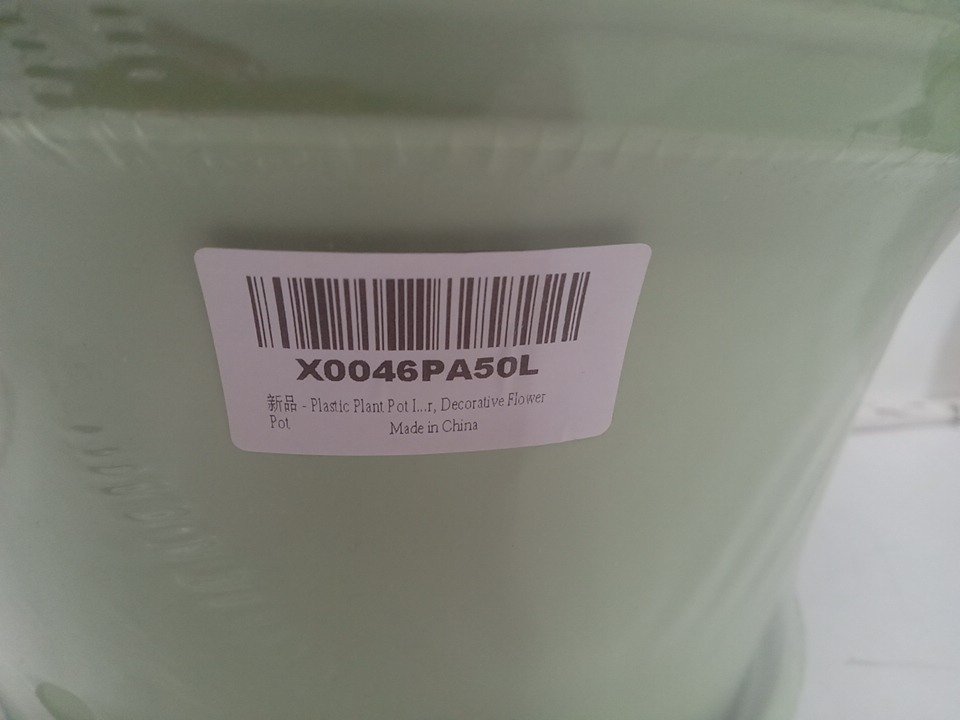 X0046PA50L
新品 - Plastic Plant Pot I...r, Decorative Flower
Pot
Made in China